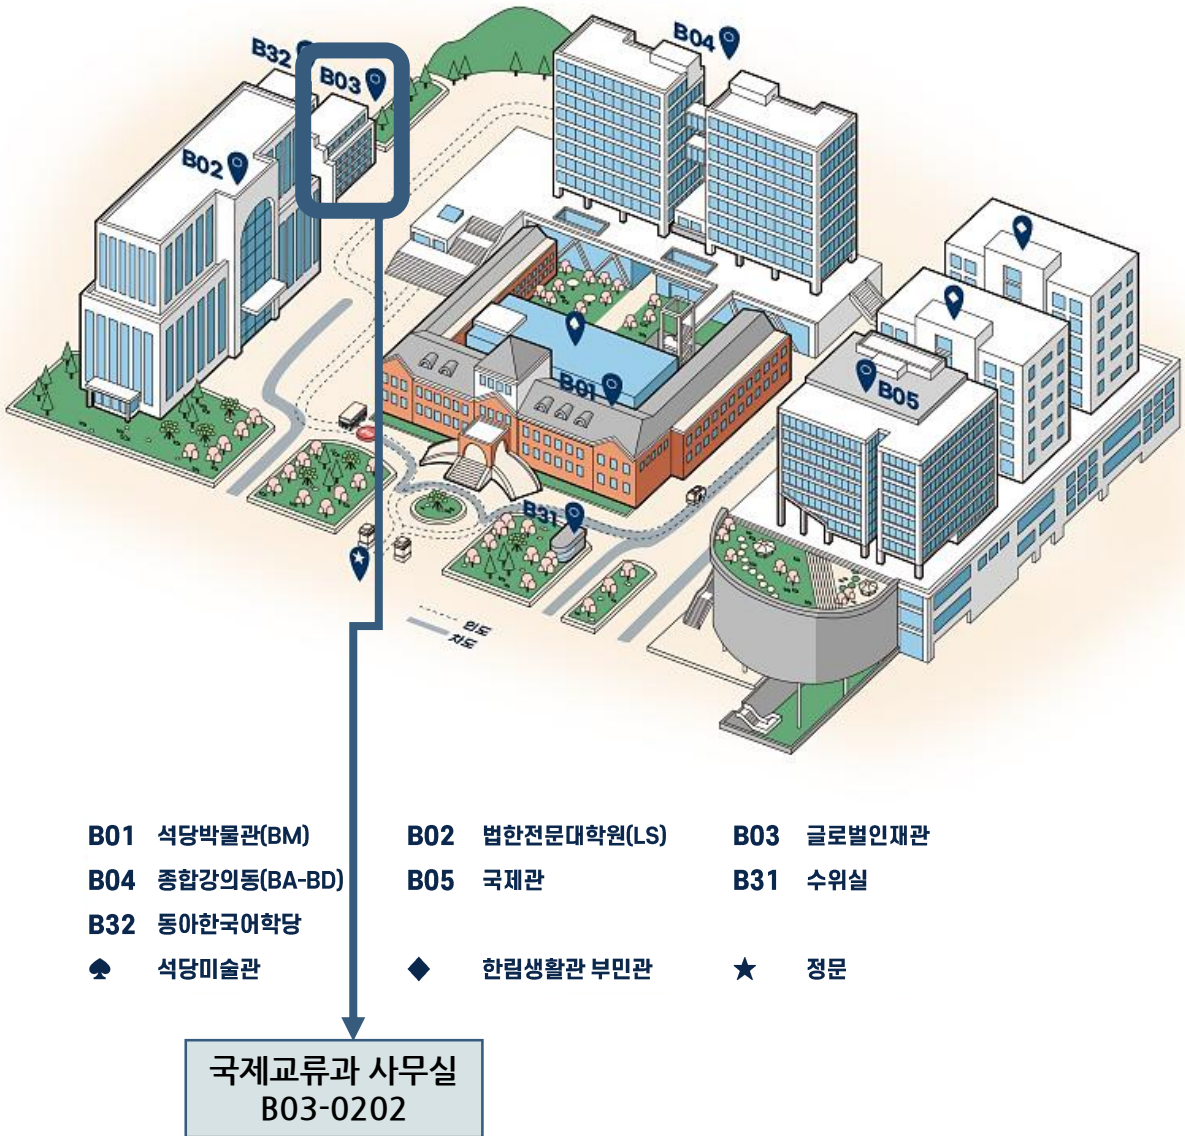 B32
B03
B04
B02
B01
B05
B31
인도
차도
B01 석당박물관(BM)
B02 법한전문대학원(LS)
B03 글로벌인재관
B04 종합강의동(BA-BD)
B05 국제관
B31 수위실
B32 동아한국어학당
♠ 석당미술관
◆ 한림생활관 부민관
★ 정문
국제교류과 사무실
B03-0202